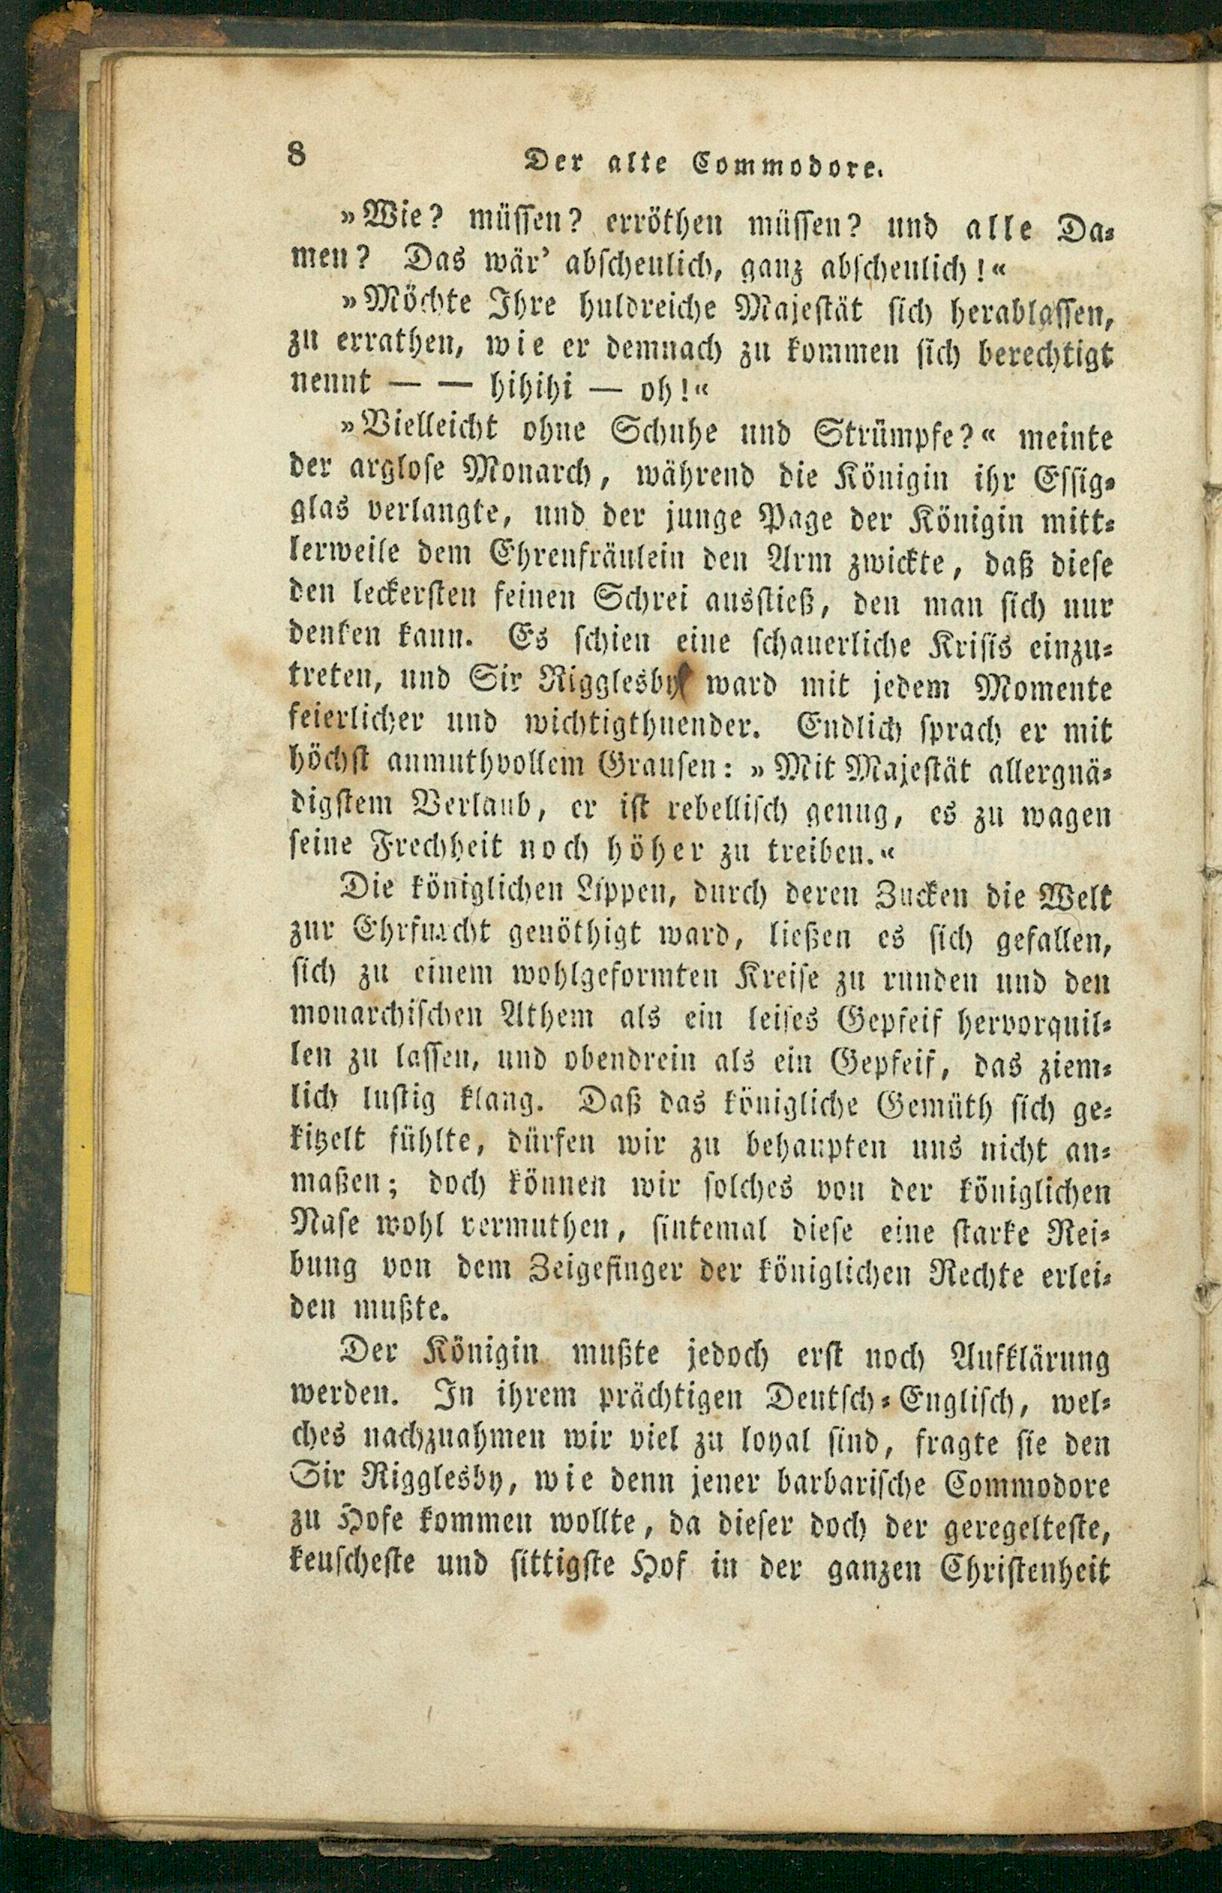 8
Der alte Commodore.
»Wie? müssen? erröthen müssen? und alle Da-
men? Das wär' abscheulich, ganz abscheulich!«
»Möchte Ihre huldreiche Majestät sich herablassen,
zu errathen, wie er demnach zu kommen sich berechtigt
nennt — — hihihi — oh!«
»Vielleicht ohne Schuhe und Strümpfe?« meinte
der arglose Monarch, während die Königin ihr Essig-
glas verlangte, und der junge Page der Königin mitt-
lerweile dem Ehrenfräulein den Arm zwickte, daß diese
den leckersten feinen Schrei ausstieß, den man sich nur
denken kann. Es schien eine schauerliche Krisis einzu-
treten, und Sir Rigglesby ward mit jedem Momente
feierlicher und wichtigthuender. Endlich sprach er mit
höchst anmuthvollem Grausen: »Mit Majestät allergnä-
digstem Verlaub, er ist rebellisch genug, es zu wagen
seine Frechheit noch höher zu treiben.«
Die königlichen Lippen, durch deren Zucken die Welt
zur Ehrfurcht genöthigt ward, ließen es sich gefallen,
sich zu einem wohlgeformten Kreise zu runden und den
monarchischen Athem als ein leises Gepfeif hervorquil-
len zu lassen, und obendrein als ein Gepfeif, das ziem-
lich lustig klang. Daß das königliche Gemüth sich ge-
kitzelt fühlte, dürfen wir zu behaupten uns nicht an-
maßen; doch können wir solches von der königlichen
Nase wohl vermuthen, sintemal diese eine starke Rei-
bung von dem Zeigefinger der königlichen Rechte erlei-
den mußte.
Der Königin mußte jedoch erst noch Aufklärung
werden. In ihrem prächtigen Deutsch-Englisch, wel-
ches nachzuahmen wir viel zu loyal sind, fragte sie den
Sir Rigglesby, wie denn jener barbarische Commodore
zu Hofe kommen wollte, da dieser doch der geregelteste,
keuscheste und sittigste Hof in der ganzen Christenheit